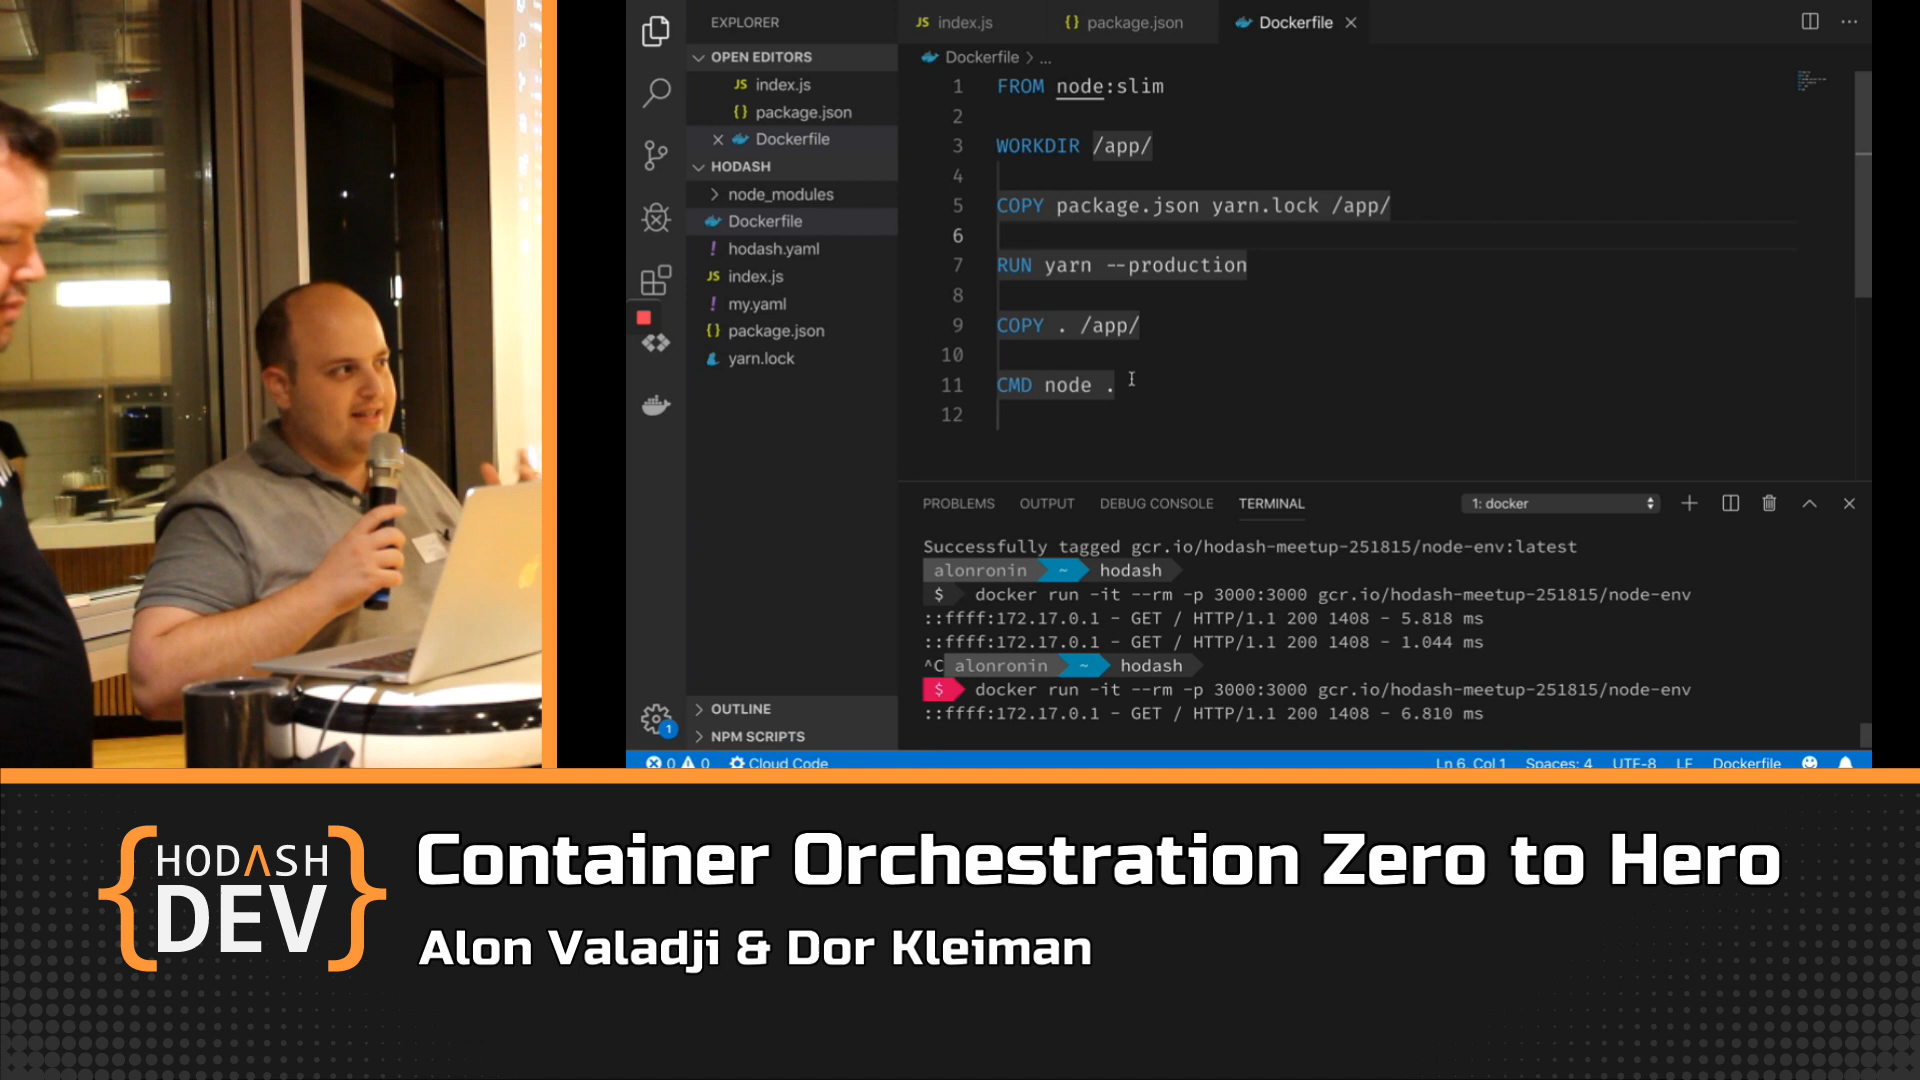 EXPLORER
OPEN EDITORS
JS index.js
{} package.json
Dockerfile
HODASH
node_modules
Dockerfile
! hodash.yaml
JS index.js
! my.yaml
{} package.json
yarn.lock
OUTLINE
NPM SCRIPTS
1
JS index.js
{} package.json
Dockerfile
Dockerfile > ...
1 FROM node:slim
2
3 WORKDIR /app/
4
5 COPY package.json yarn.lock /app/
6
7 RUN yarn --production
8
9 COPY . /app/
10
11 CMD node .
12
PROBLEMS OUTPUT DEBUG CONSOLE TERMINAL 1: docker
Successfully tagged gcr.io/hodash-meetup-251815/node-env:latest
alonronin ~ hodash
$ docker run -it --rm -p 3000:3000 gcr.io/hodash-meetup-251815/node-env
::ffff:172.17.0.1 - GET / HTTP/1.1 200 1408 - 5.818 ms
::ffff:172.17.0.1 - GET / HTTP/1.1 200 1408 - 1.044 ms
^C alonronin ~ hodash
$ docker run -it --rm -p 3000:3000 gcr.io/hodash-meetup-251815/node-env
::ffff:172.17.0.1 - GET / HTTP/1.1 200 1408 - 6.810 ms
0 0 Cloud Code Ln 6, Col 1 Spaces: 4 UTF-8 LF Dockerfile
{HODASH DEV}
Container Orchestration Zero to Hero
Alon Valadji & Dor Kleiman